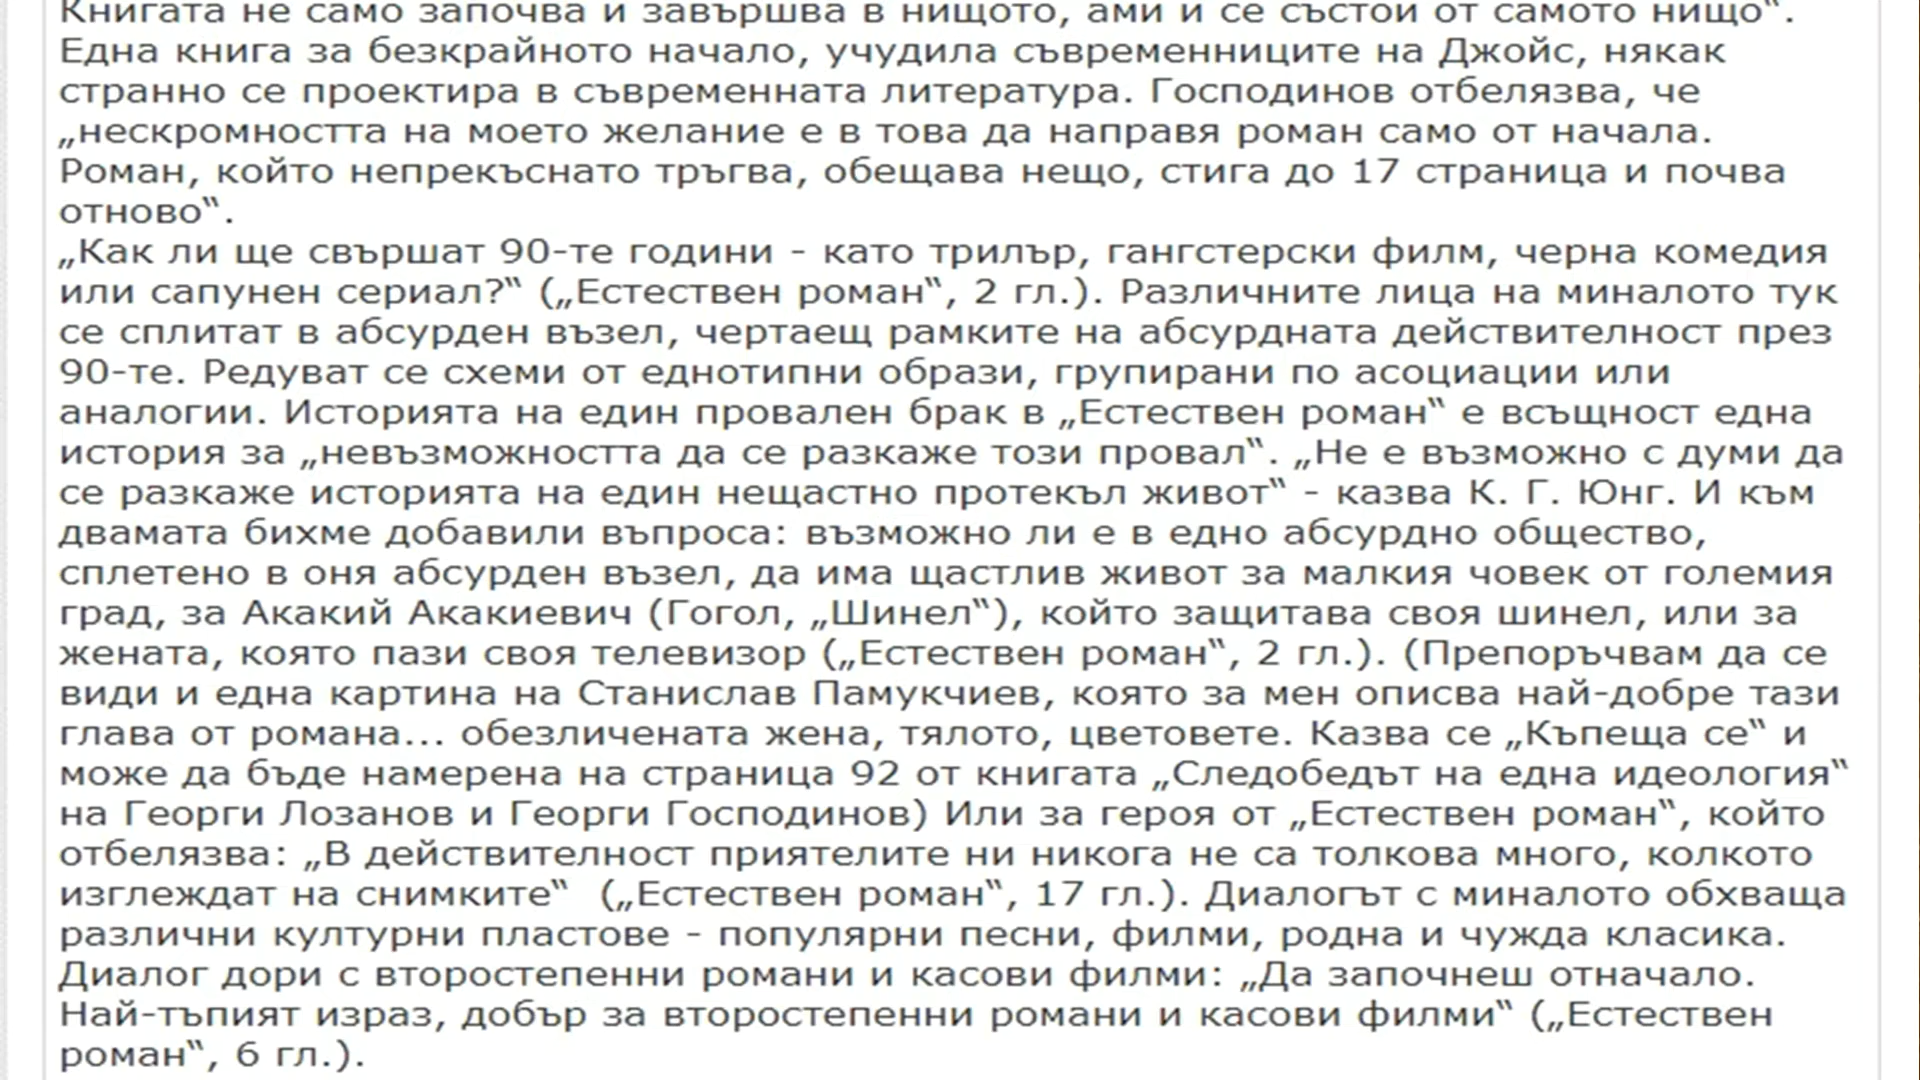 Книгата не само започва и завършва в нищото, ами и се състои от самото нищо“.
Една книга за безкрайното начало, учудила съвременниците на Джойс, някак
странно се проектира в съвременната литература. Господинов отбелязва, че
„нескромността на моето желание е в това да направя роман само от начала.
Роман, който непрекъснато тръгва, обещава нещо, стига до 17 страница и почва
отново“.
„Как ли ще свършат 90-те години - като трилър, гангстерски филм, черна комедия
или сапунен сериал?“ („Естествен роман“, 2 гл.). Различните лица на миналото тук
се сплитат в абсурден възел, чертаещ рамките на абсурдната действителност през
90-те. Редуват се схеми от еднотипни образи, групирани по асоциации или
аналогии. Историята на един провален брак в „Естествен роман“ е всъщност една
история за „невъзможността да се разкаже този провал“. „Не е възможно с думи да
се разкаже историята на един нещастно протекъл живот“ - казва К. Г. Юнг. И към
двамата бихме добавили въпроса: възможно ли е в едно абсурдно общество,
сплетено в оня абсурден възел, да има щастлив живот за малкия човек от големия
град, за Акакий Акакиевич (Гогол, „Шинел“), който защитава своя шинел, или за
жената, която пази своя телевизор („Естествен роман“, 2 гл.). (Препоръчвам да се
види и една картина на Станислав Памукчиев, която за мен описва най-добре тази
глава от романа... обезличената жена, тялото, цветовете. Казва се „Къпеща се“ и
може да бъде намерена на страница 92 от книгата „Следобедът на една идеология“
на Георги Лозанов и Георги Господинов) Или за героя от „Естествен роман“, който
отбелязва: „В действителност приятелите ни никога не са толкова много, колкото
изглеждат на снимките“ („Естествен роман“, 17 гл.). Диалогът с миналото обхваща
различни културни пластове - популярни песни, филми, родна и чужда класика.
Диалог дори с второстепенни романи и касови филми: „Да започнеш отначало.
Най-тъпият израз, добър за второстепенни романи и касови филми“ („Естествен
роман“, 6 гл.).